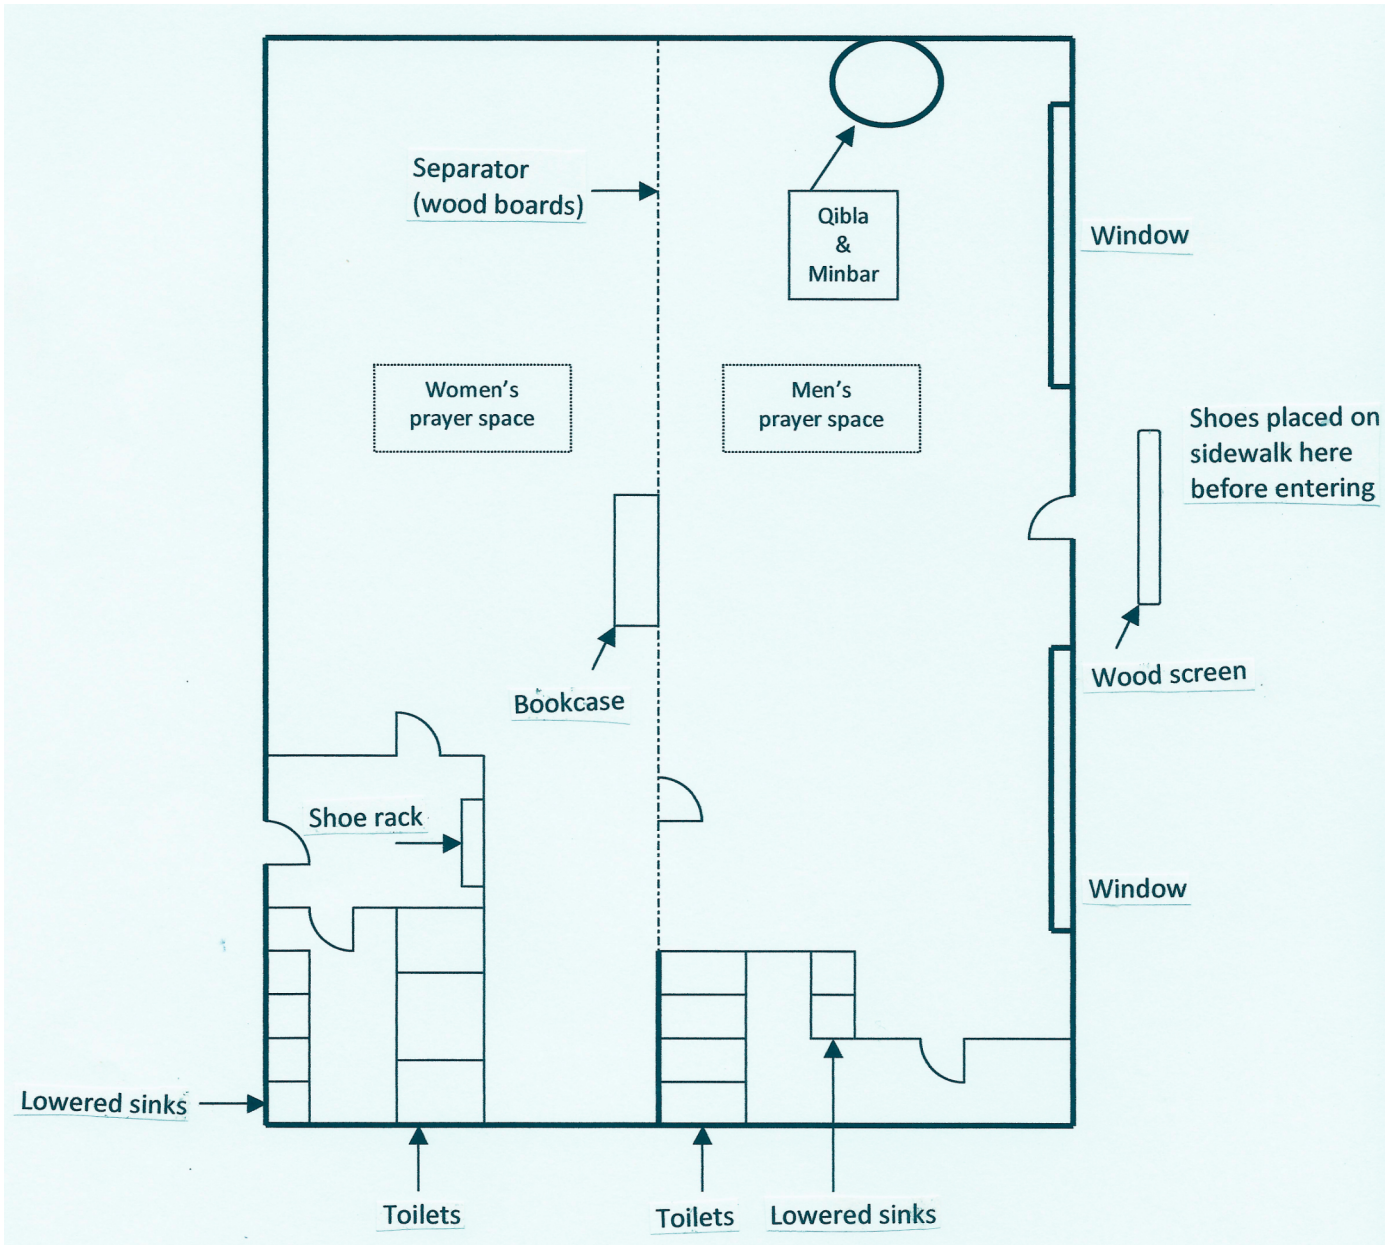 Separator
(wood boards)
Qibla
&
Minbar
Window
Women's
prayer space
Men's
prayer space
Shoes placed on
sidewalk here
before entering
Bookcase
Wood screen
Shoe rack
Window
Lowered sinks
Toilets
Toilets
Lowered sinks